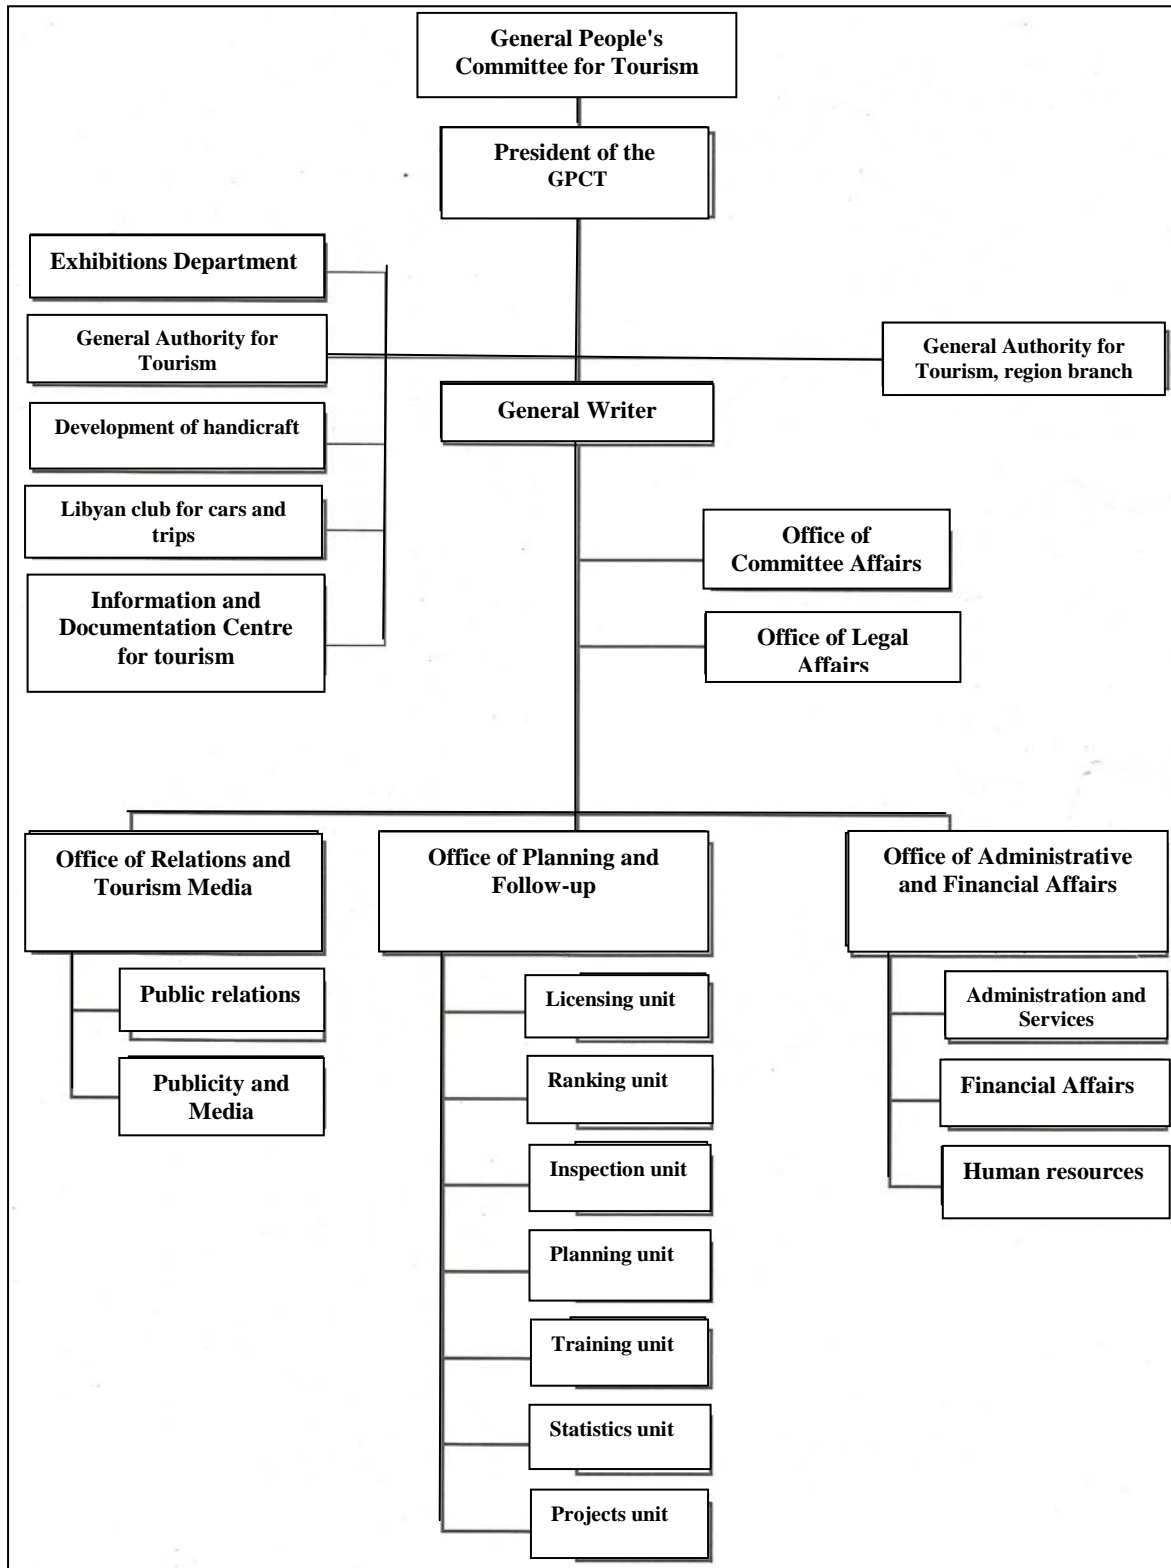 General People's
Committee for Tourism
President of the
GPCT
Exhibitions Department
General Authority for
Tourism
General Authority for
Tourism, region branch
General Writer
Development of handicraft
Libyan club for cars and
trips
Information and
Documentation Centre
for tourism
Office of
Committee Affairs
Office of Legal
Affairs
Office of Relations and
Tourism Media
Public relations
Publicity and
Media
Office of Planning and
Follow-up
Licensing unit
Ranking unit
Inspection unit
Planning unit
Training unit
Statistics unit
Projects unit
Office of Administrative
and Financial Affairs
Administration and
Services
Financial Affairs
Human resources